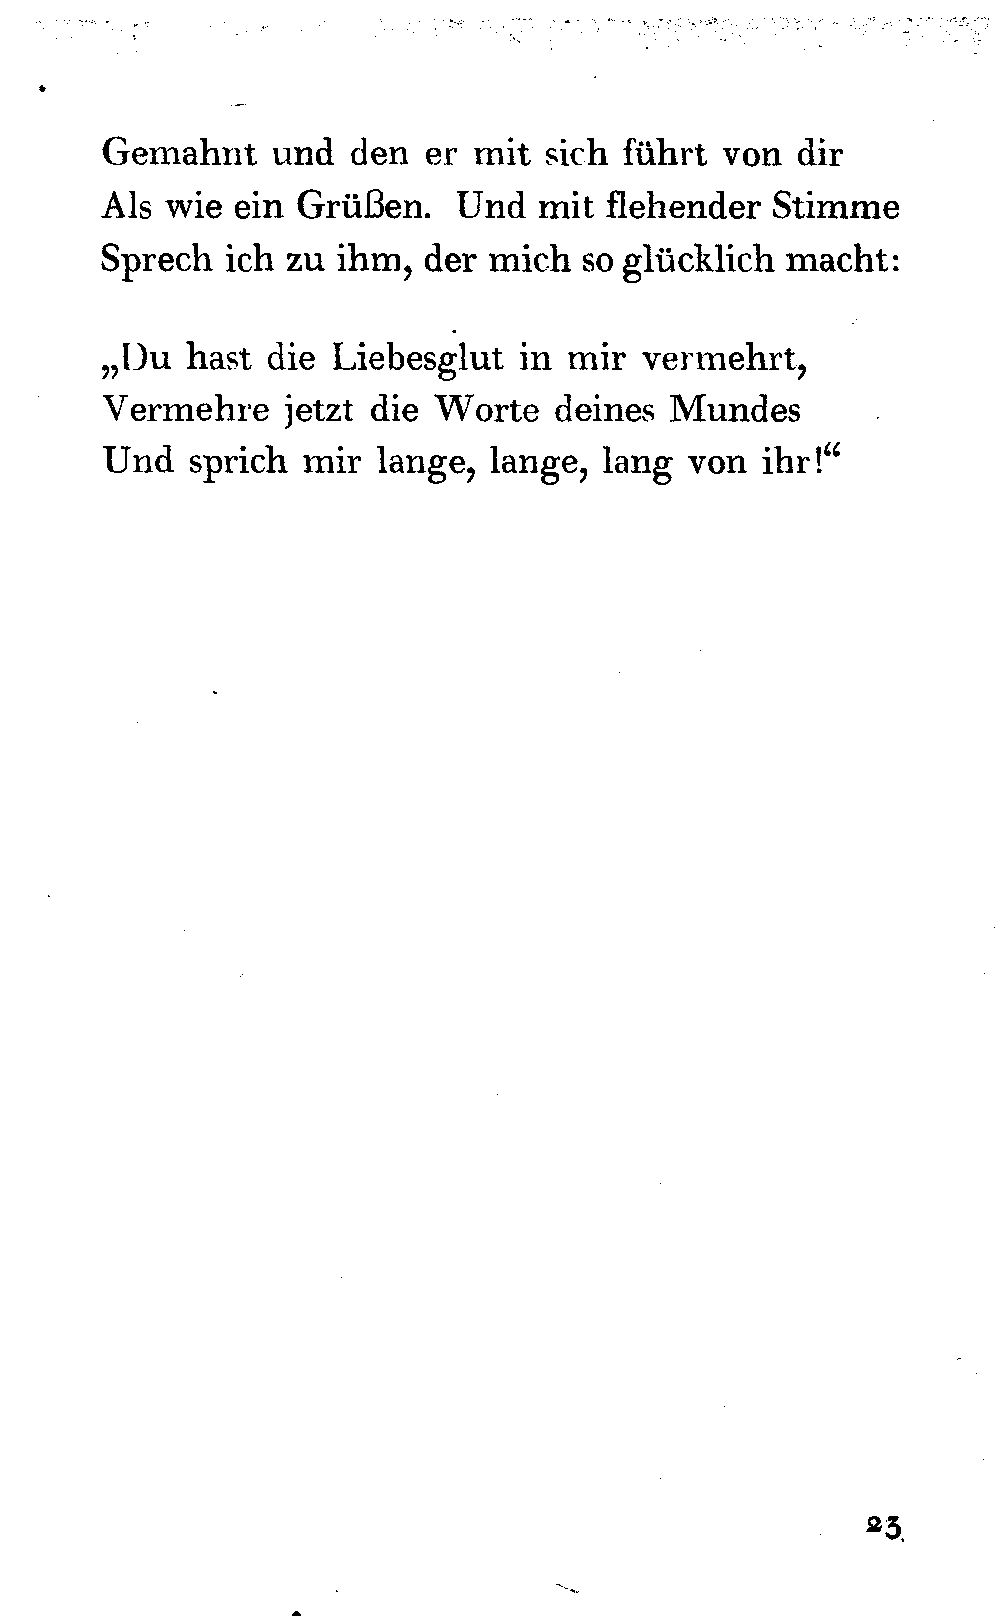 Gemahnt und den er mit sich führt von dir
Als wie ein Grüßen. Und mit flehender Stimme
Sprech ich zu ihm, der mich so glücklich macht:
„Du hast die Liebesglut in mir vermehrt,
Vermehre jetzt die Worte deines Mundes
Und sprich mir lange, lange, lang von ihr!“
23